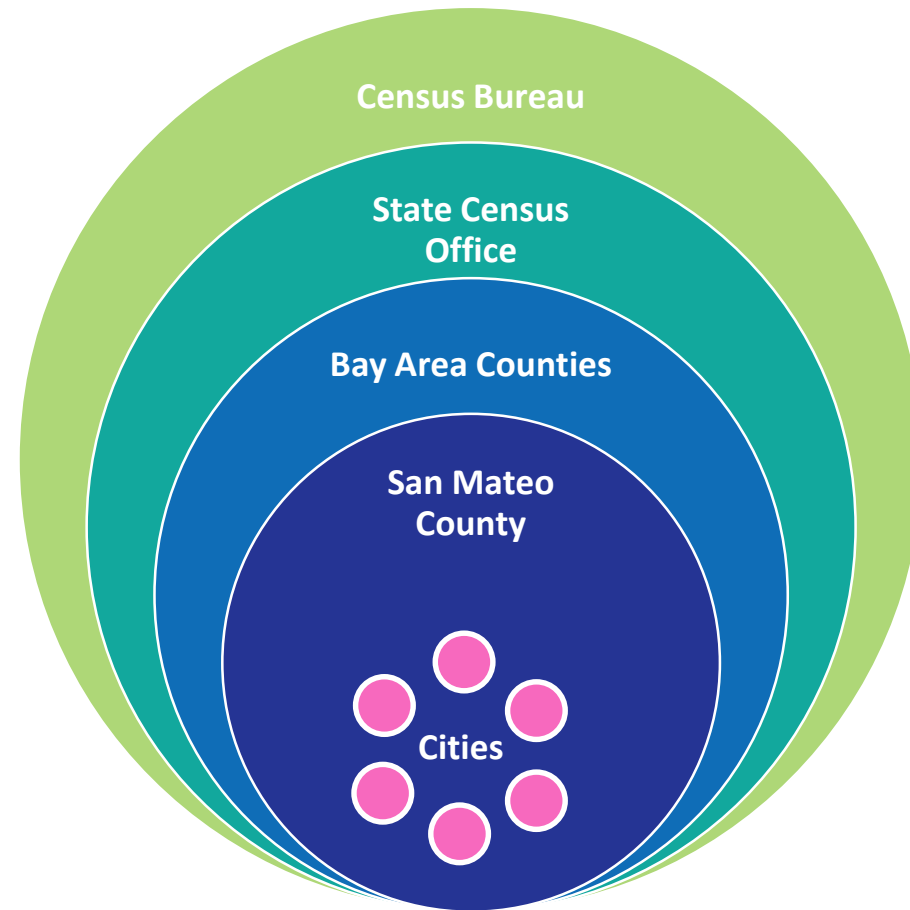 Census Bureau
State Census
Office
Bay Area Counties
San Mateo
County
Cities